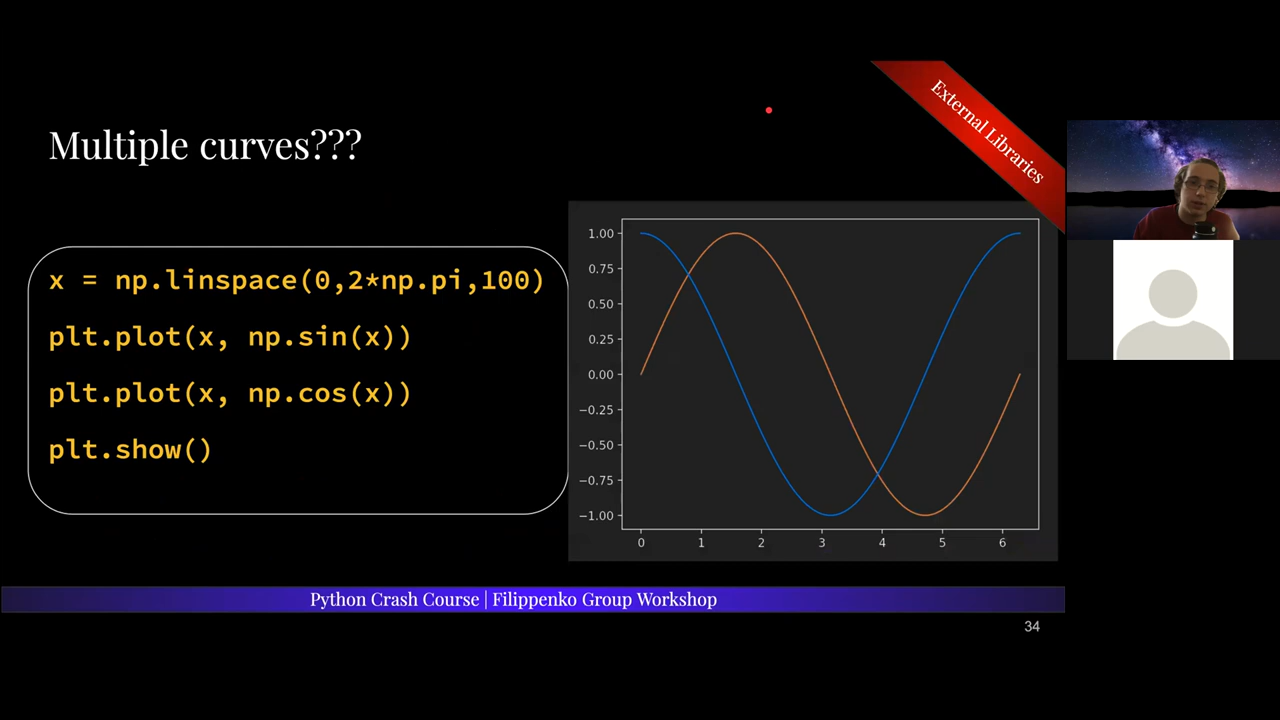 External Libraries
Multiple curves???
x = np.linspace(0,2*np.pi,100)
plt.plot(x, np.sin(x))
plt.plot(x, np.cos(x))
plt.show()
1.00
0.75
0.50
0.25
0.00
−0.25
−0.50
−0.75
−1.00
0 1 2 3 4 5 6
Python Crash Course | Filippenko Group Workshop
34